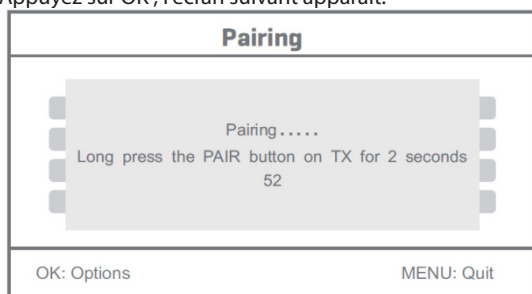 Appuyez sur OK , l'écran suivant apparaît.
Pairing
Pairing.....
Long press the PAIR button on TX for 2 seconds
52
OK: Options
MENU: Quit